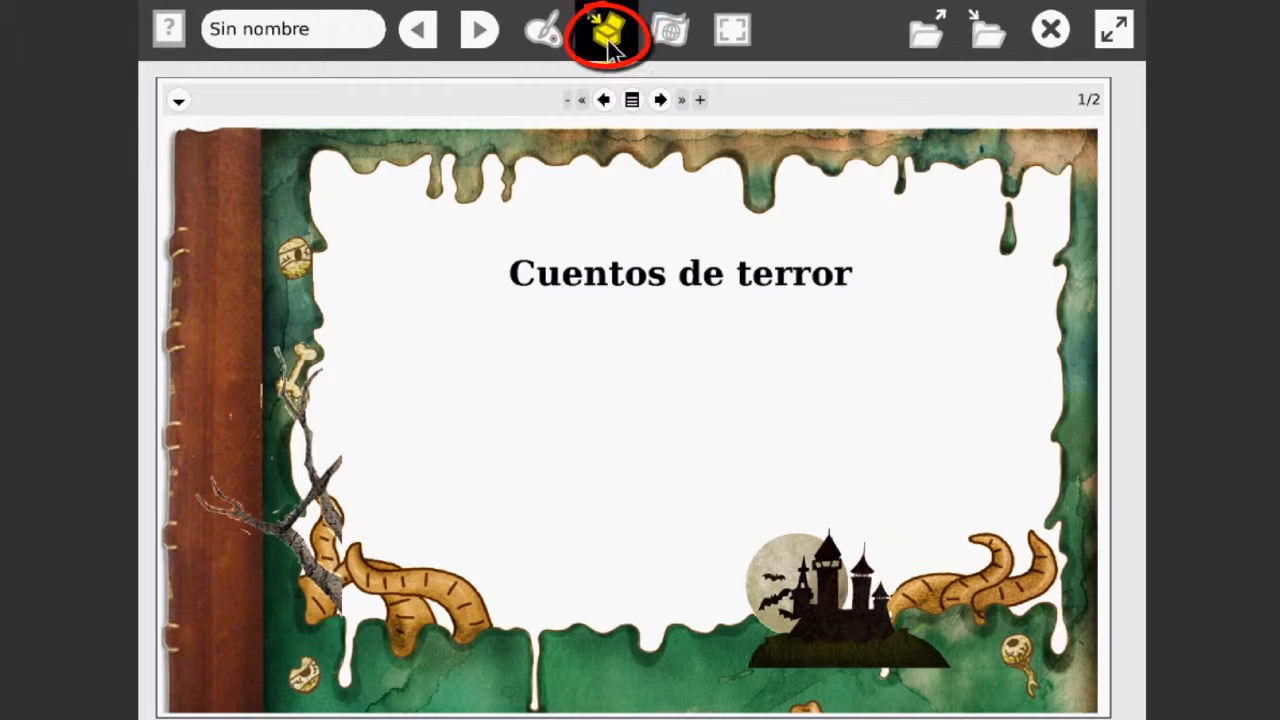 ?
Sin nombre
- « » +
1/2
Cuentos de terror